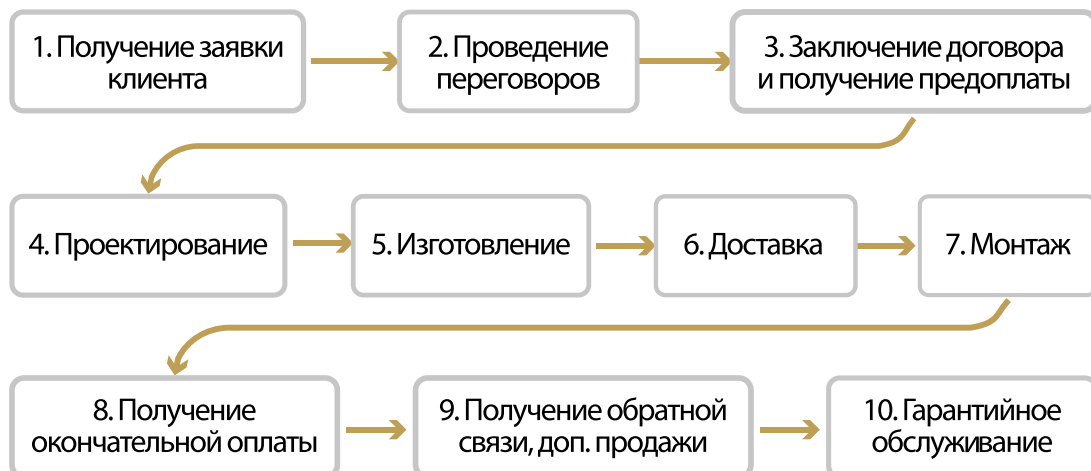 1. Получение заявки
клиента
2. Проведение
переговоров
3. Заключение договора
и получение предоплаты
4. Проектирование
5. Изготовление
6. Доставка
7. Монтаж
8. Получение
окончательной оплаты
9. Получение обратной
связи, доп. продажи
10. Гарантийное
обслуживание